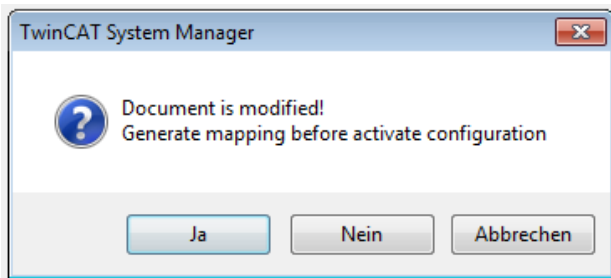 TwinCAT System Manager
Document is modified!
Generate mapping before activate configuration
Ja Nein Abbrechen